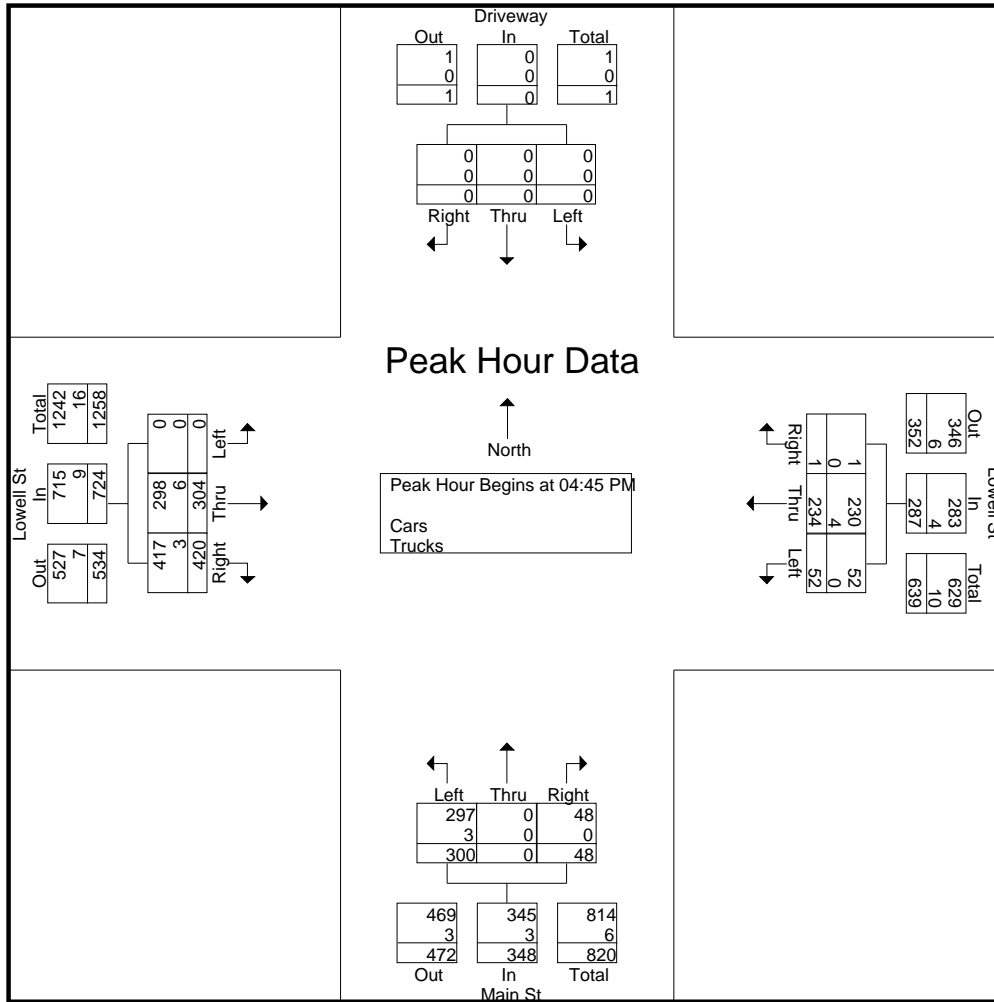 Driveway
Out In Total
1 0 1
0 0 0
1 0 1
0 0 0
0 0 0
0 0 0
Right Thru Left
Peak Hour Data
North
Peak Hour Begins at 04:45 PM
Cars
Trucks
Lowell St
Total In Out
1242 715 527
16 9 7
1258 724 534
0 298 417
0 6 3
0 304 420
Left Thru Right
Lowell St
Out In Total
346 283 629
6 4 10
352 287 639
1 230 52
0 4 0
1 234 52
Right Thru Left
Left Thru Right
297 0 48
3 0 0
300 0 48
469 345 814
3 3 6
472 348 820
Out In Total
Main St